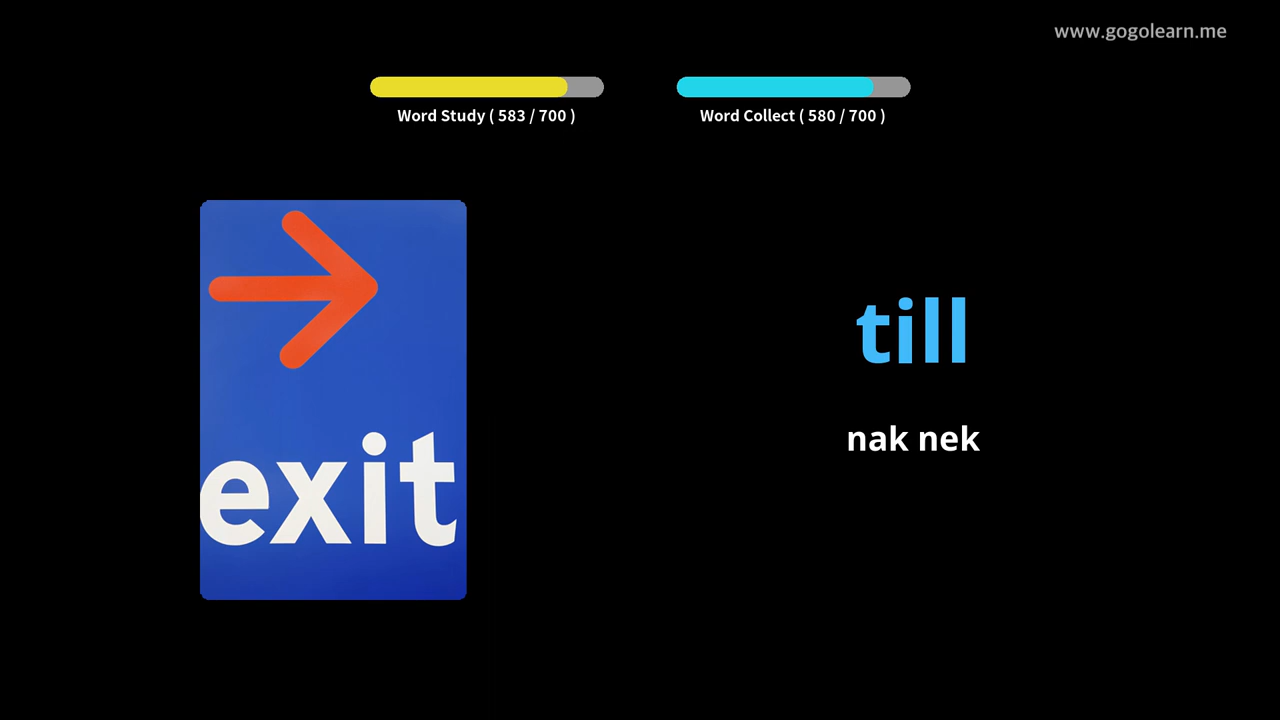 www.gogolearn.me
Word Study ( 583 / 700 )
Word Collect ( 580 / 700 )
exit
till
nak nek